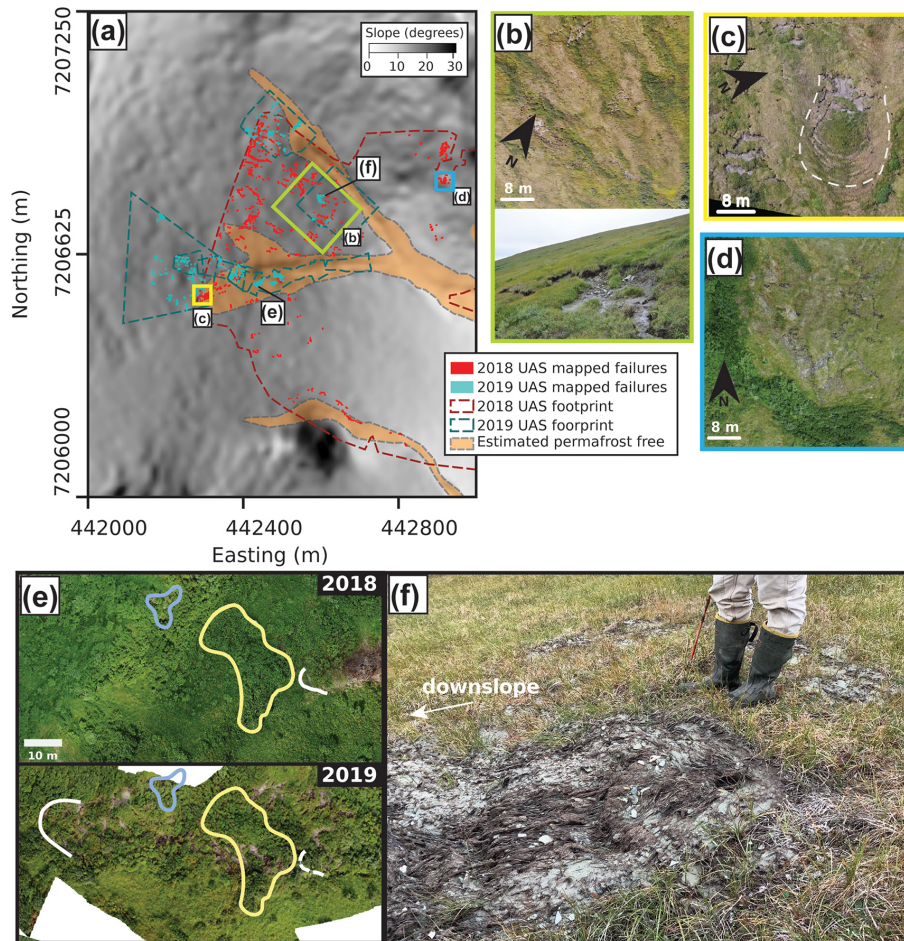 (a)
Slope (degrees)
0 10 20 30
7207250
7206625
7206000
Northing (m)
442000 442400 442800
Easting (m)
(f)
(d)
(b)
(e)
(c)
2018 UAS mapped failures
2019 UAS mapped failures
2018 UAS footprint
2019 UAS foorprint
Estimated permafrost free
(b)
N
8 m
(c)
N
8 m
(d)
N
8 m
(e)
2018
10 m
2019
(f)
downslope